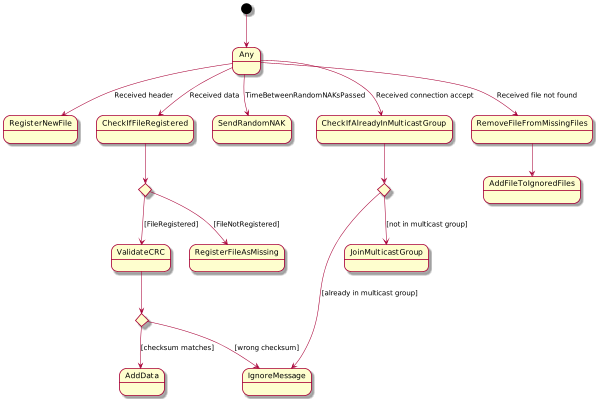 Any
Received header
Received data
TimeBetweenRandomNAKsPassed
Received connection accept
Received file not found
RegisterNewFile
CheckIfFileRegistered
SendRandomNAK
CheckIfAlreadyInMulticastGroup
RemoveFileFromMissingFiles
AddFileToIgnoredFiles
[FileRegistered]
[FileNotRegistered]
[not in multicast group]
ValidateCRC
RegisterFileAsMissing
JoinMulticastGroup
[already in multicast group]
[checksum matches]
[wrong checksum]
AddData
IgnoreMessage